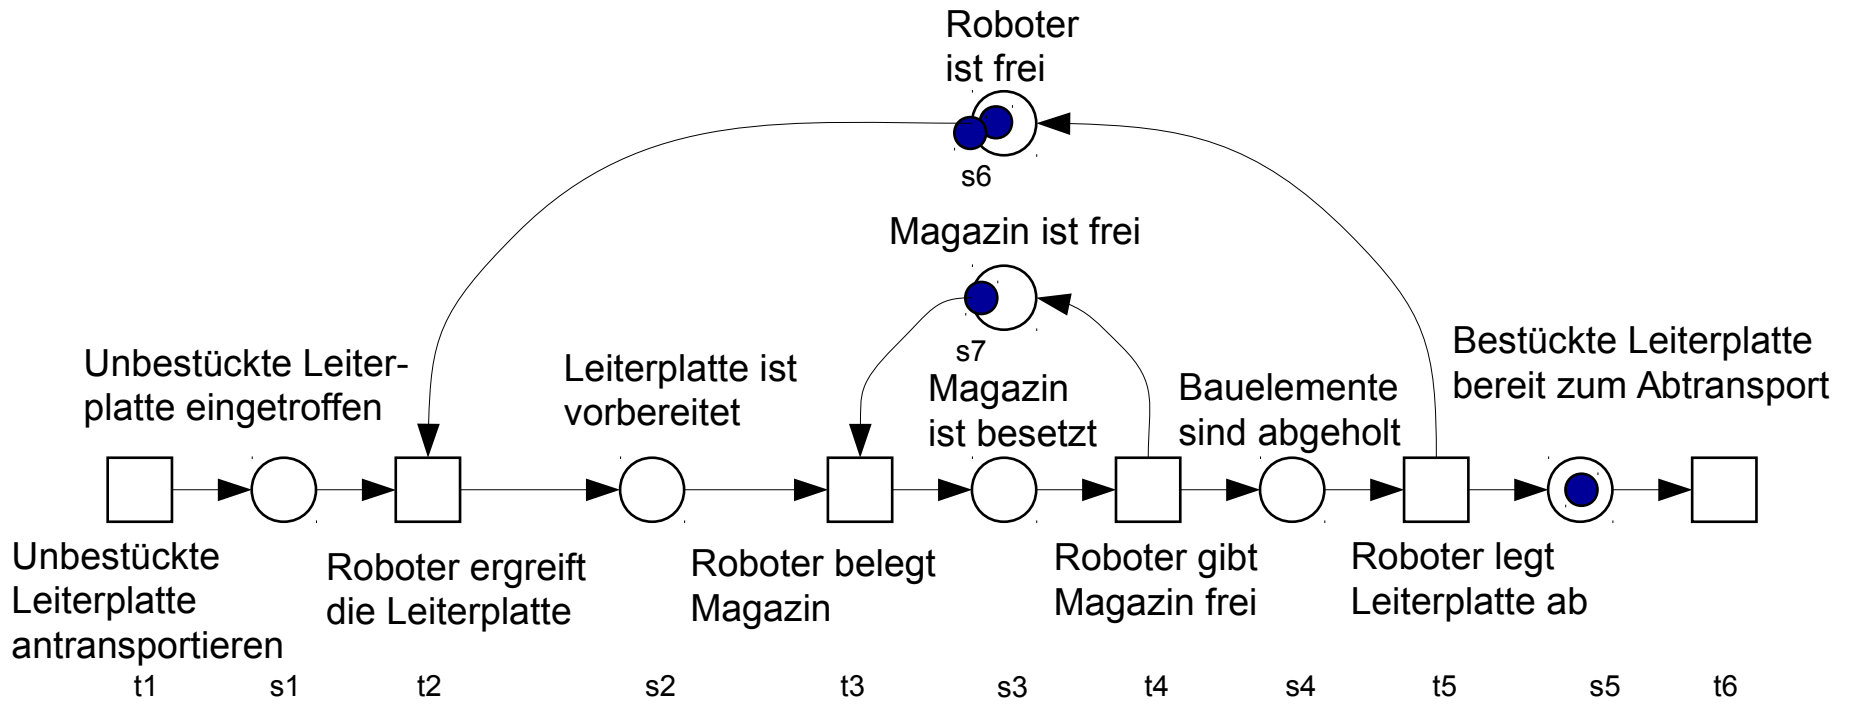 Roboter
ist frei
s6
Magazin ist frei
s7
Unbestückte Leiter-
platte eingetroffen
Leiterplatte ist
vorbereitet
Magazin
ist besetzt
Bauelemente
sind abgeholt
Bestückte Leiterplatte
bereit zum Abtransport
Unbestückte
Leiterplatte
antransportieren
Roboter ergreift
die Leiterplatte
Roboter belegt
Magazin
Roboter gibt
Magazin frei
Roboter legt
Leiterplatte ab
t1 s1 t2 s2 t3 s3 t4 s4 t5 s5 t6